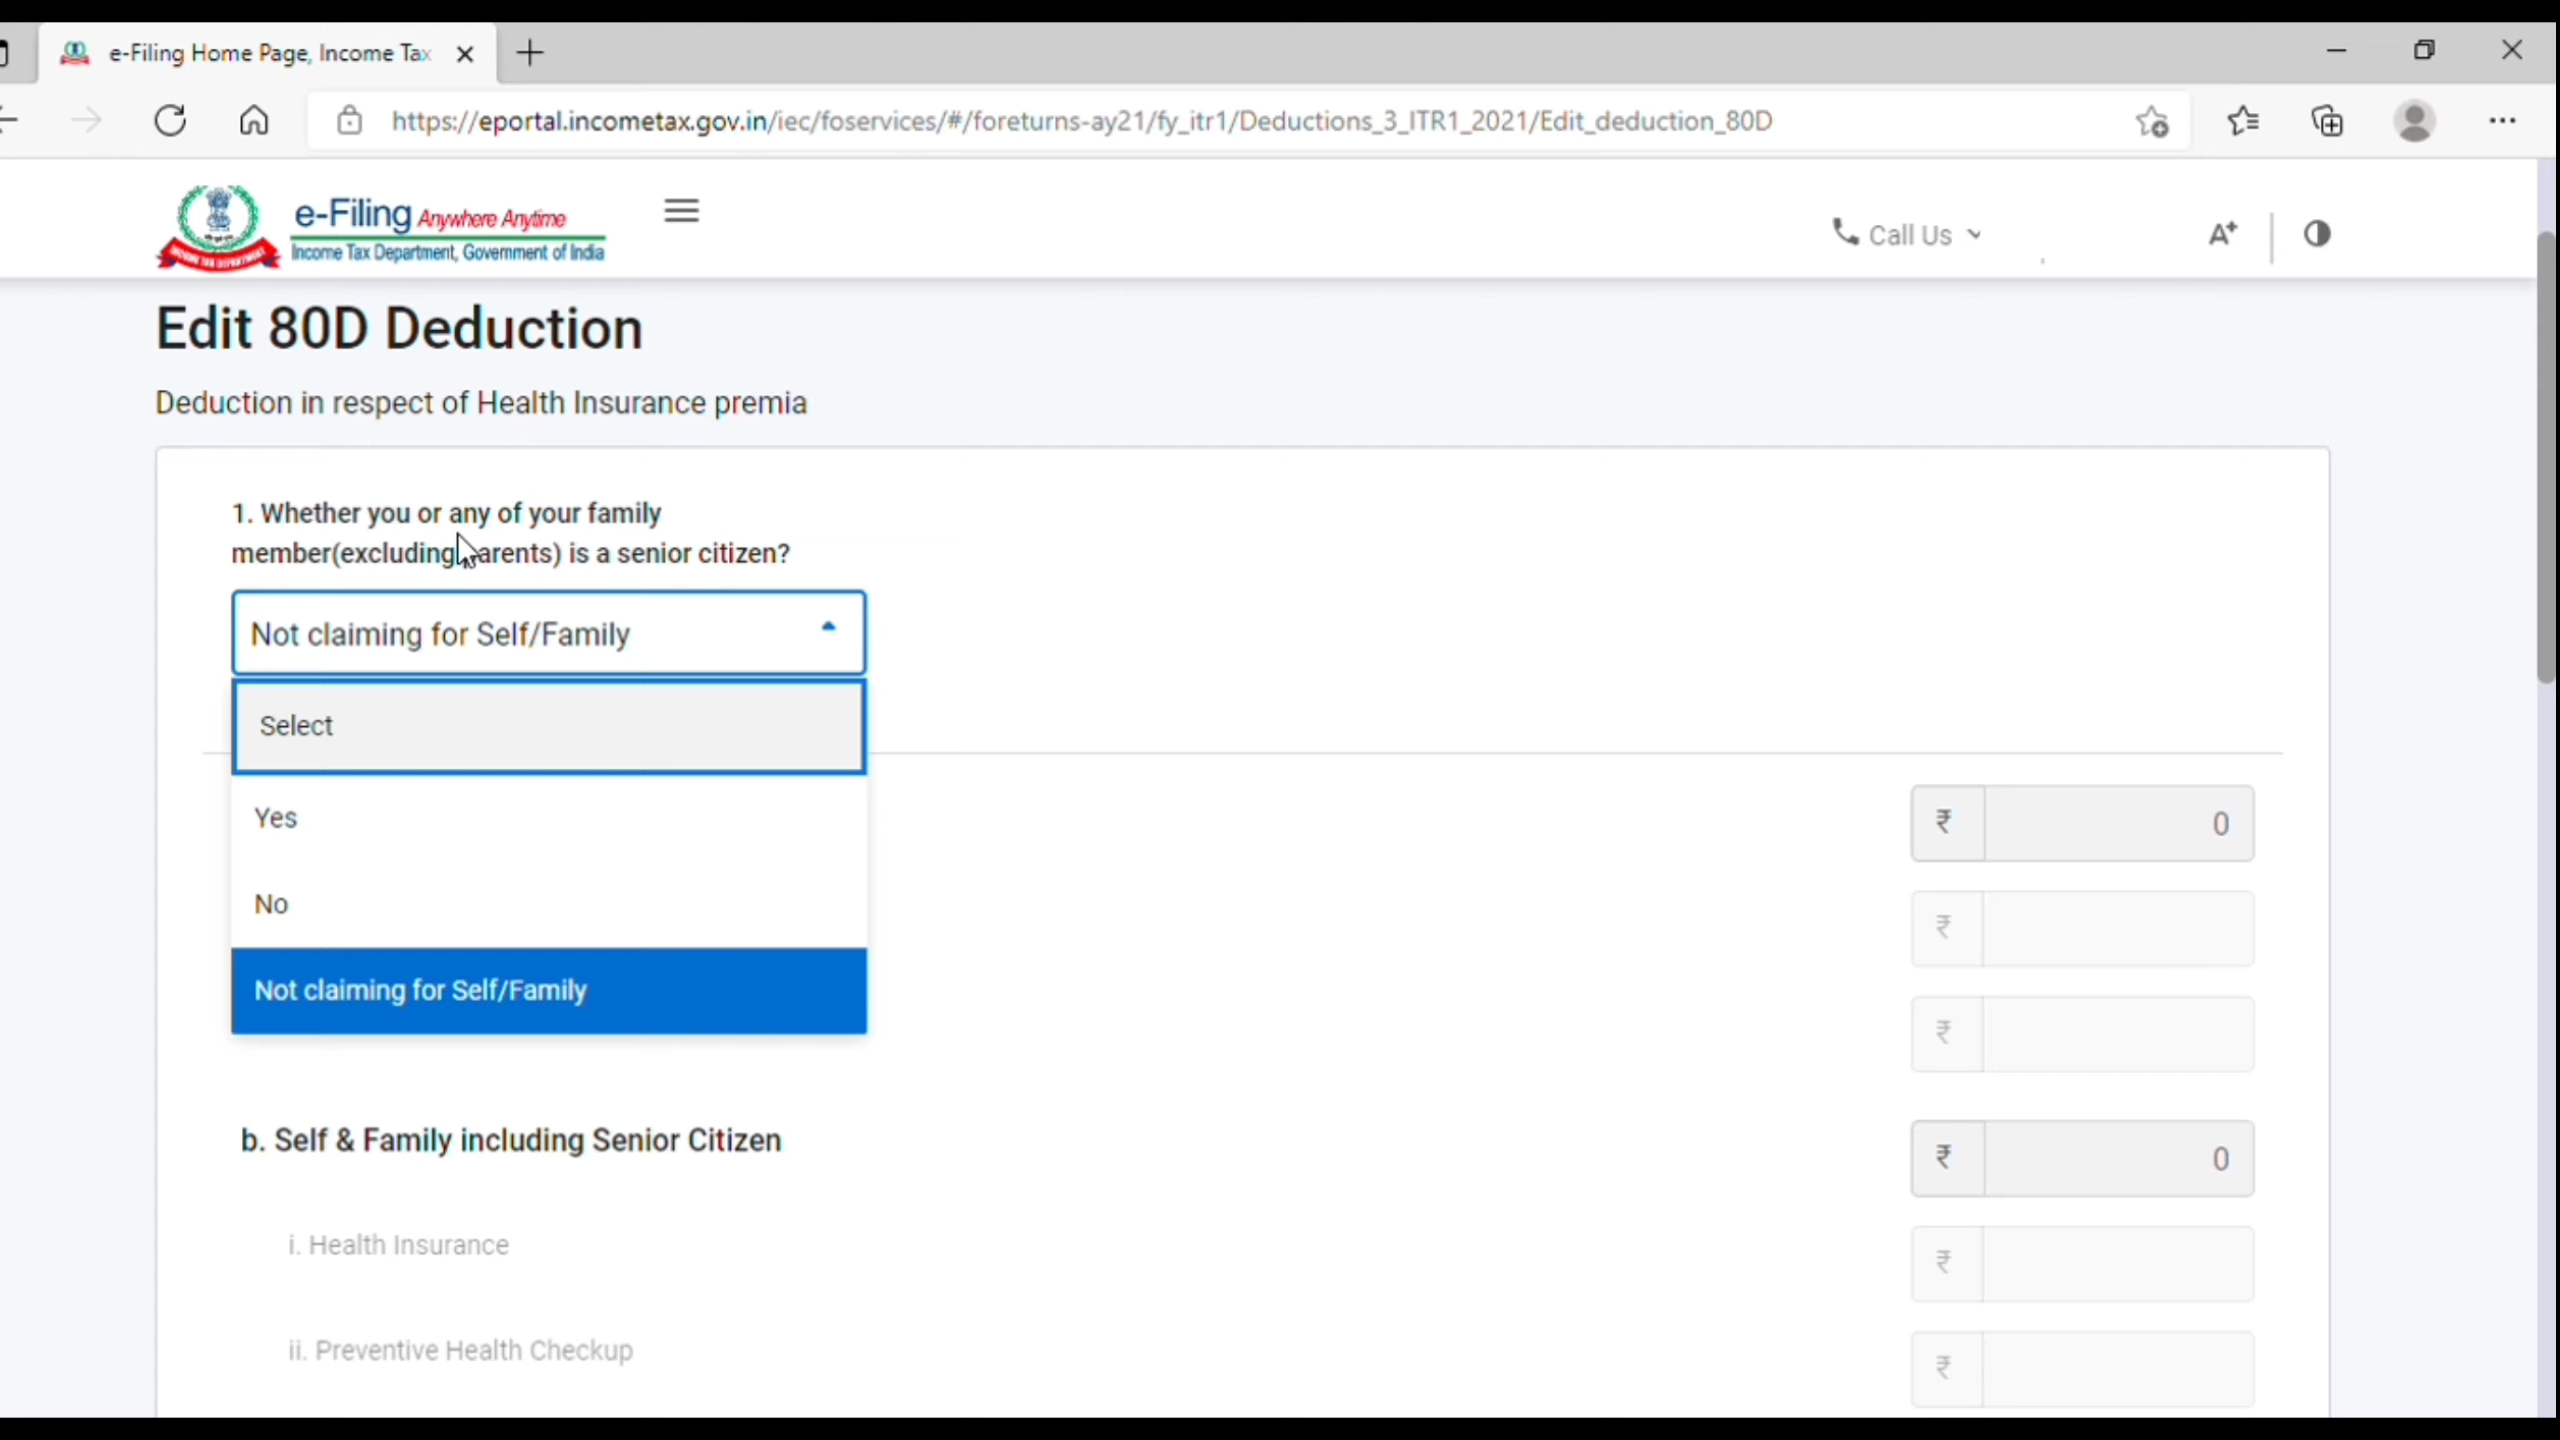 e-Filing Home Page, Income Tax
https://eportal.incometax.gov.in/iec/foservices/#/foreturns-ay21/fy_itr1/Deductions_3_ITR1_2021/Edit_deduction_80D
e-Filing Anywhere Anytime
Income Tax Department, Government of India
INCOME TAX DEPARTMENT
Call Us
A+
Edit 80D Deduction
Deduction in respect of Health Insurance premia
1. Whether you or any of your family
member(excluding parents) is a senior citizen?
Not claiming for Self/Family
Select
Yes
₹ 0
No
₹
Not claiming for Self/Family
₹
b. Self & Family including Senior Citizen
₹ 0
i. Health Insurance
₹
ii. Preventive Health Checkup
₹